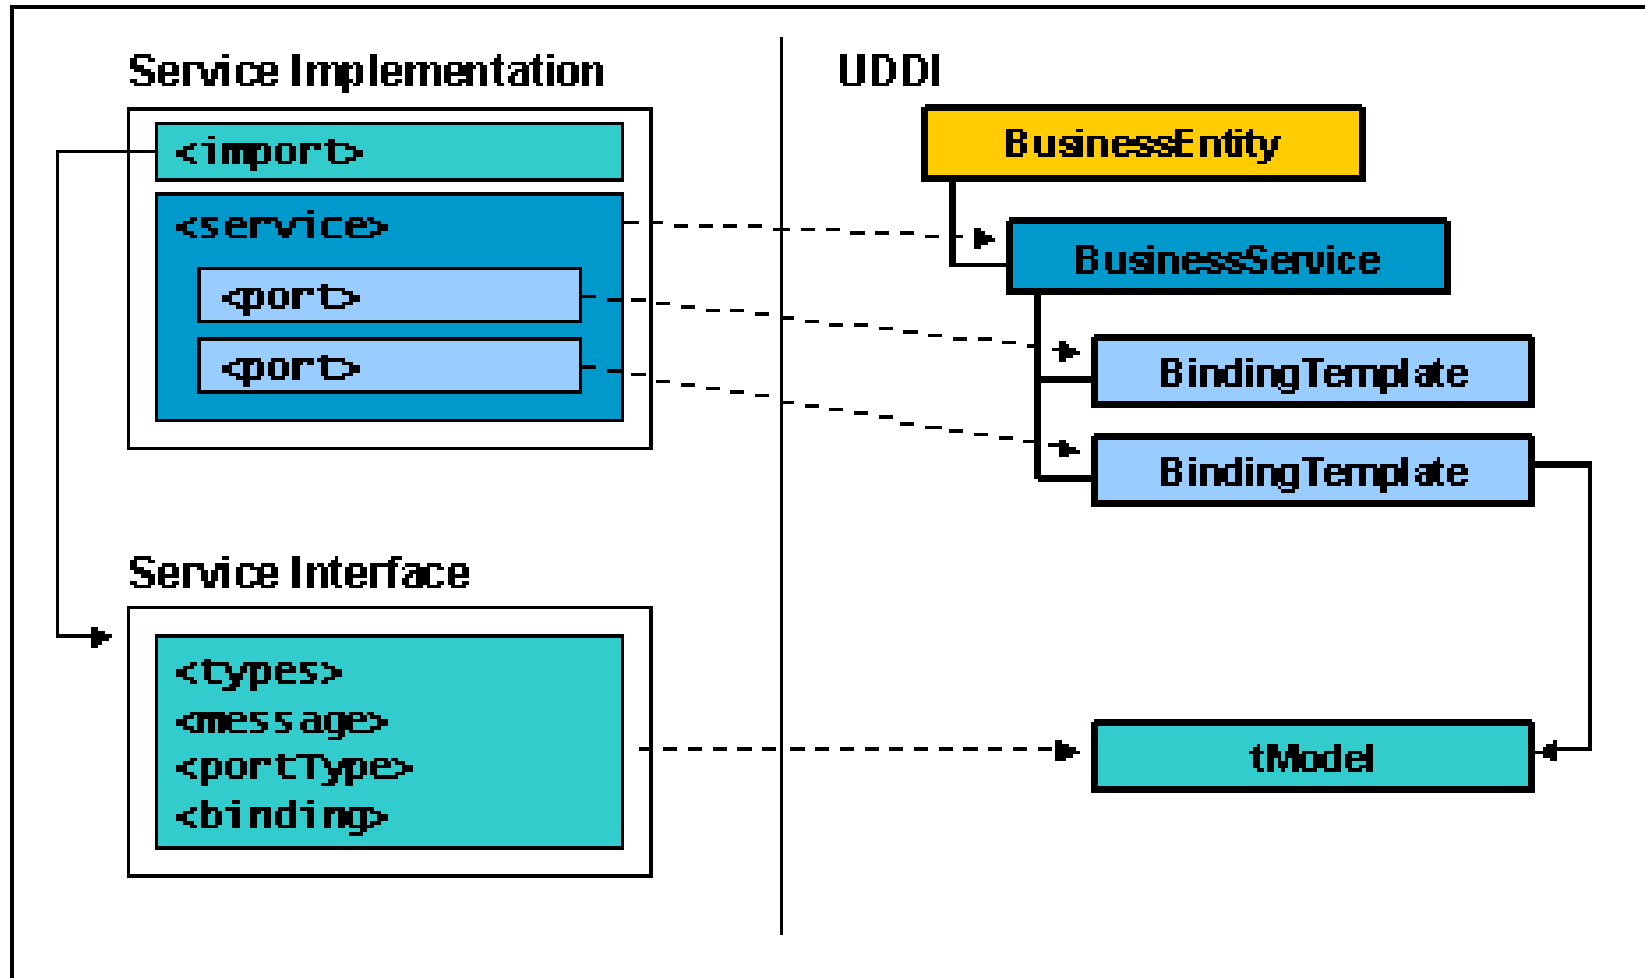 Service Implementation
<import>
<service>
<port>
<port>
Service Interface
<types>
<message>
<portType>
<binding>
UDDI
BusinessEntity
BusinessService
BindingTemplate
BindingTemplate
tModel